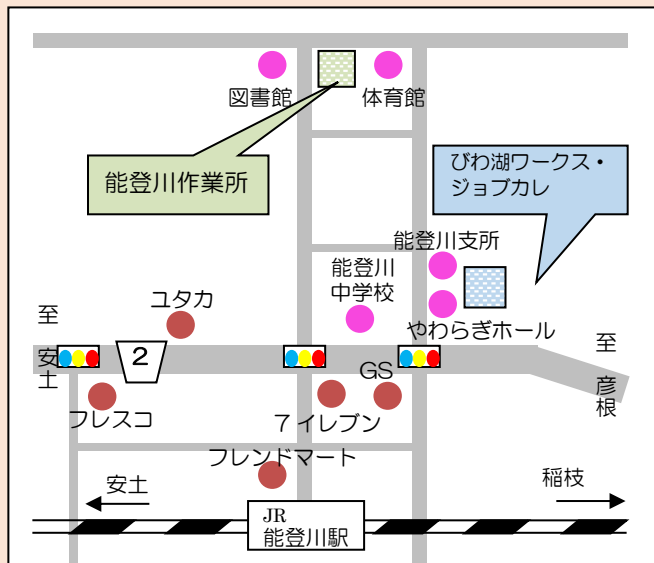 図書館
体育館
能登川作業所
びわ湖ワークス・
ジョブカレ
能登川支所
能登川
中学校
ユタカ
やわらぎホール
至
安土
2
至
彦根
GS
フレスコ
7イレブン
フレンドマート
安土
稲枝
JR
能登川駅